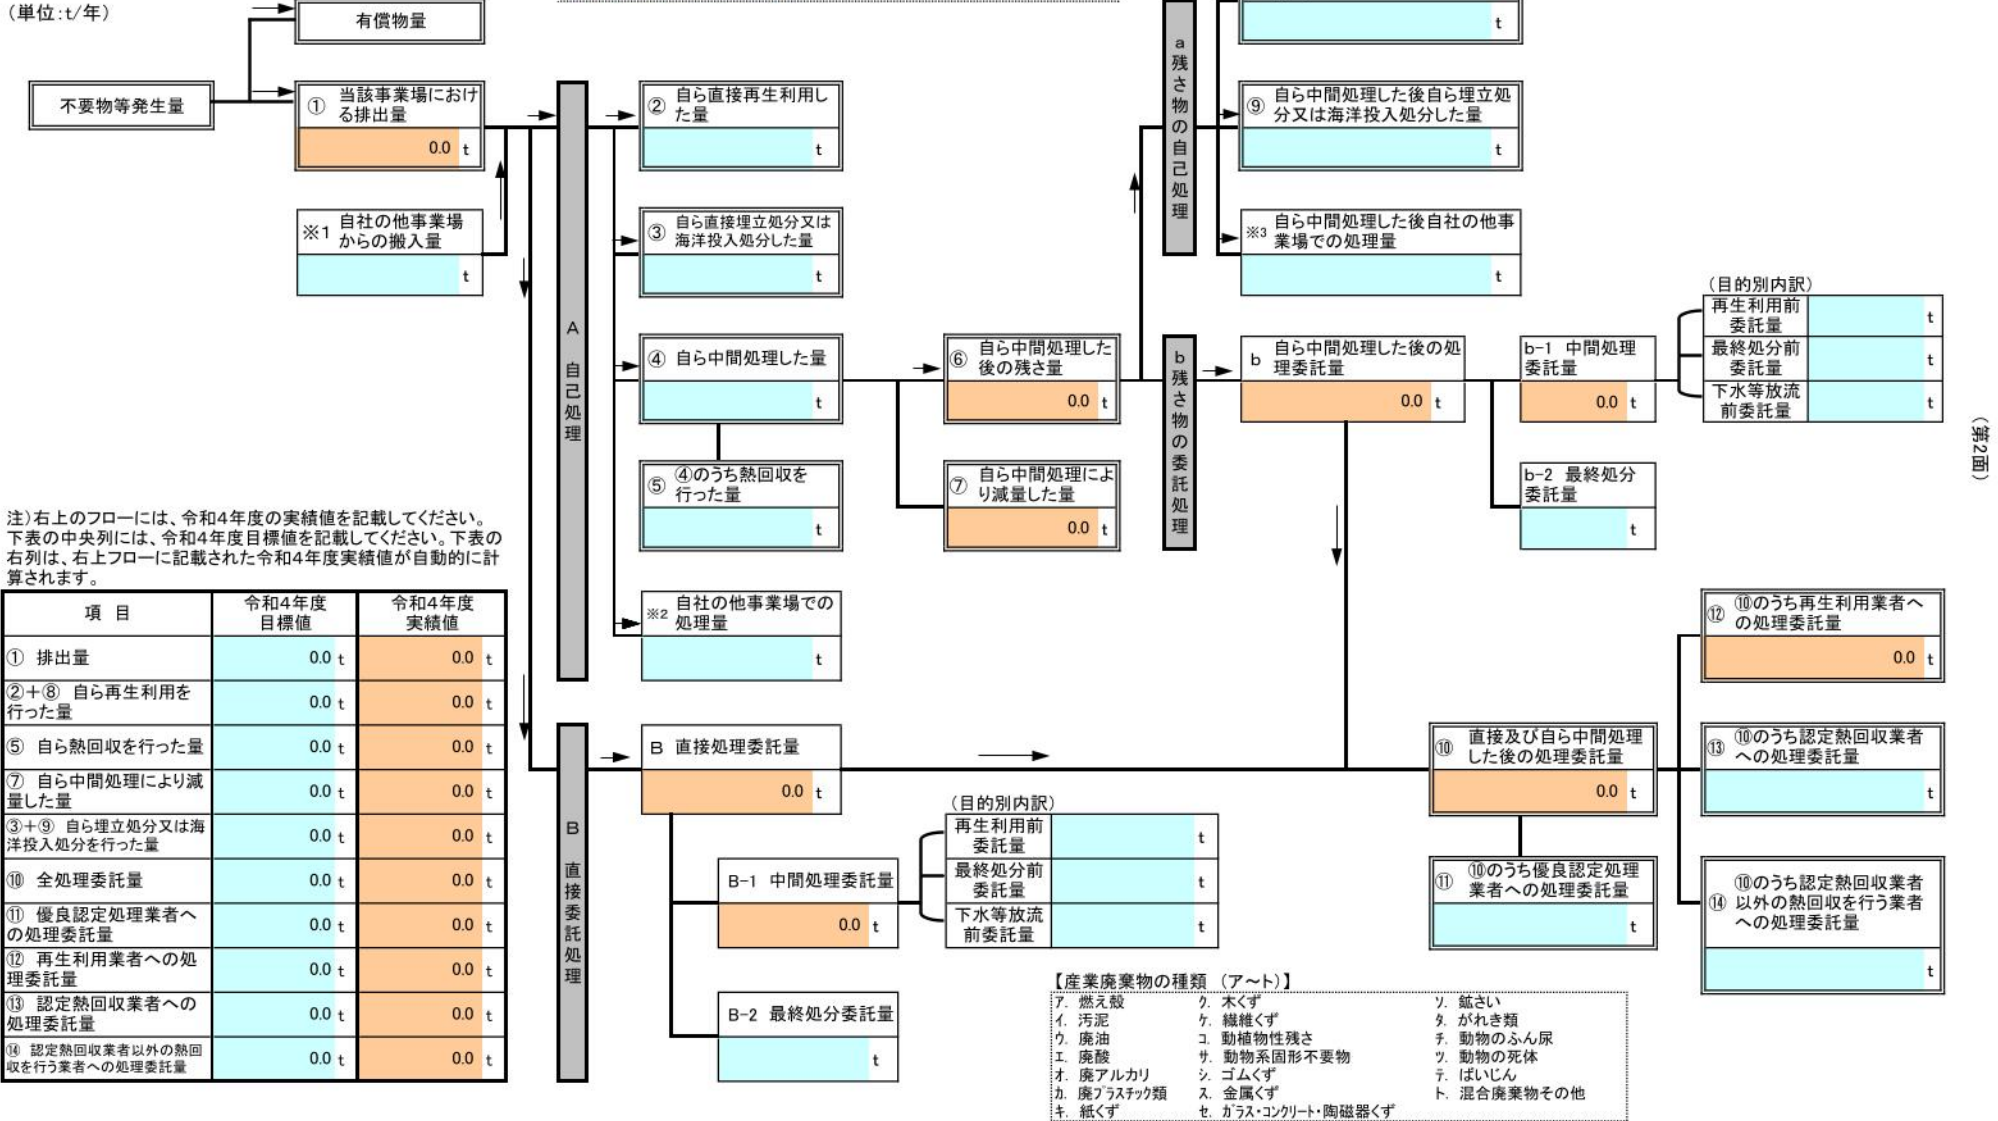 (単位:t/年)
有償物量
不要物等発生量
① 当該事業場におけ
る排出量
0.0 t
※1 自社の他事業場
からの搬入量
t
A 自己処理
② 自ら直接再生利用し
た量
t
③ 自ら直接埋立処分又は
海洋投入処分した量
t
④ 自ら中間処理した量
t
⑤ ④のうち熱回収を
行った量
t
※2 自社の他事業場での
処理量
t
⑥ 自ら中間処理した
後の残さ量
0.0 t
⑦ 自ら中間処理によ
り減量した量
0.0 t
a残さ物の自己処理
t
⑨ 自ら中間処理した後自ら埋立処
分又は海洋投入処分した量
t
※3 自ら中間処理した後自社の他事
業場での処理量
t
b残さ物の委託処理
b 自ら中間処理した後の処
理委託量
0.0 t
b-1 中間処理
委託量
0.0 t
(目的別内訳)
再生利用前
委託量
t
最終処分前
委託量
t
下水等放流
前委託量
t
b-2 最終処分
委託量
t
(第2面)
注)右上のフローには、令和4年度の実績値を記載してください。
下表の中央列には、令和4年度目標値を記載してください。下表の
右列は、右上フローに記載された令和4年度実績値が自動的に計
算されます。
項 目 令和4年度
目標値 令和4年度
実績値
① 排出量 0.0 t 0.0 t
②+⑧ 自ら再生利用を
行った量 0.0 t 0.0 t
⑤ 自ら熱回収を行った量 0.0 t 0.0 t
⑦ 自ら中間処理により減
量した量 0.0 t 0.0 t
③+⑨ 自ら埋立処分又は海
洋投入処分を行った量 0.0 t 0.0 t
⑩ 全処理委託量 0.0 t 0.0 t
⑪ 優良認定処理業者へ
の処理委託量 0.0 t 0.0 t
⑫ 再生利用業者への処
理委託量 0.0 t 0.0 t
⑬ 認定熱回収業者への
処理委託量 0.0 t 0.0 t
⑭ 認定熱回収業者以外の熱回
収を行う業者への処理委託量 0.0 t 0.0 t
B 直接委託処理
B 直接処理委託量
0.0 t
B-1 中間処理委託量
0.0 t
(目的別内訳)
再生利用前
委託量
t
最終処分前
委託量
t
下水等放流
前委託量
t
B-2 最終処分委託量
t
⑩ 直接及び自ら中間処理
した後の処理委託量
0.0 t
⑪ ⑩のうち優良認定処理
業者への処理委託量
t
⑫ ⑩のうち再生利用業者へ
の処理委託量
0.0 t
⑬ ⑩のうち認定熱回収業者
への処理委託量
t
⑭ ⑩のうち認定熱回収業者
以外の熱回収を行う業者
への処理委託量
t
【産業廃棄物の種類 (ア~ト)】
ア. 燃え殻 ク. 木くず ソ. 鉱さい
イ. 汚泥 ケ. 繊維くず タ. がれき類
ウ. 廃油 コ. 動植物性残さ チ. 動物のふん尿
エ. 廃酸 サ. 動物系固形不要物 ツ. 動物の死体
オ. 廃アルカリ シ. ゴムくず テ. ばいじん
カ. 廃プラスチック類 ス. 金属くず ト. 混合廃棄物その他
キ. 紙くず セ. ガラス・コンクリート・陶磁器くず